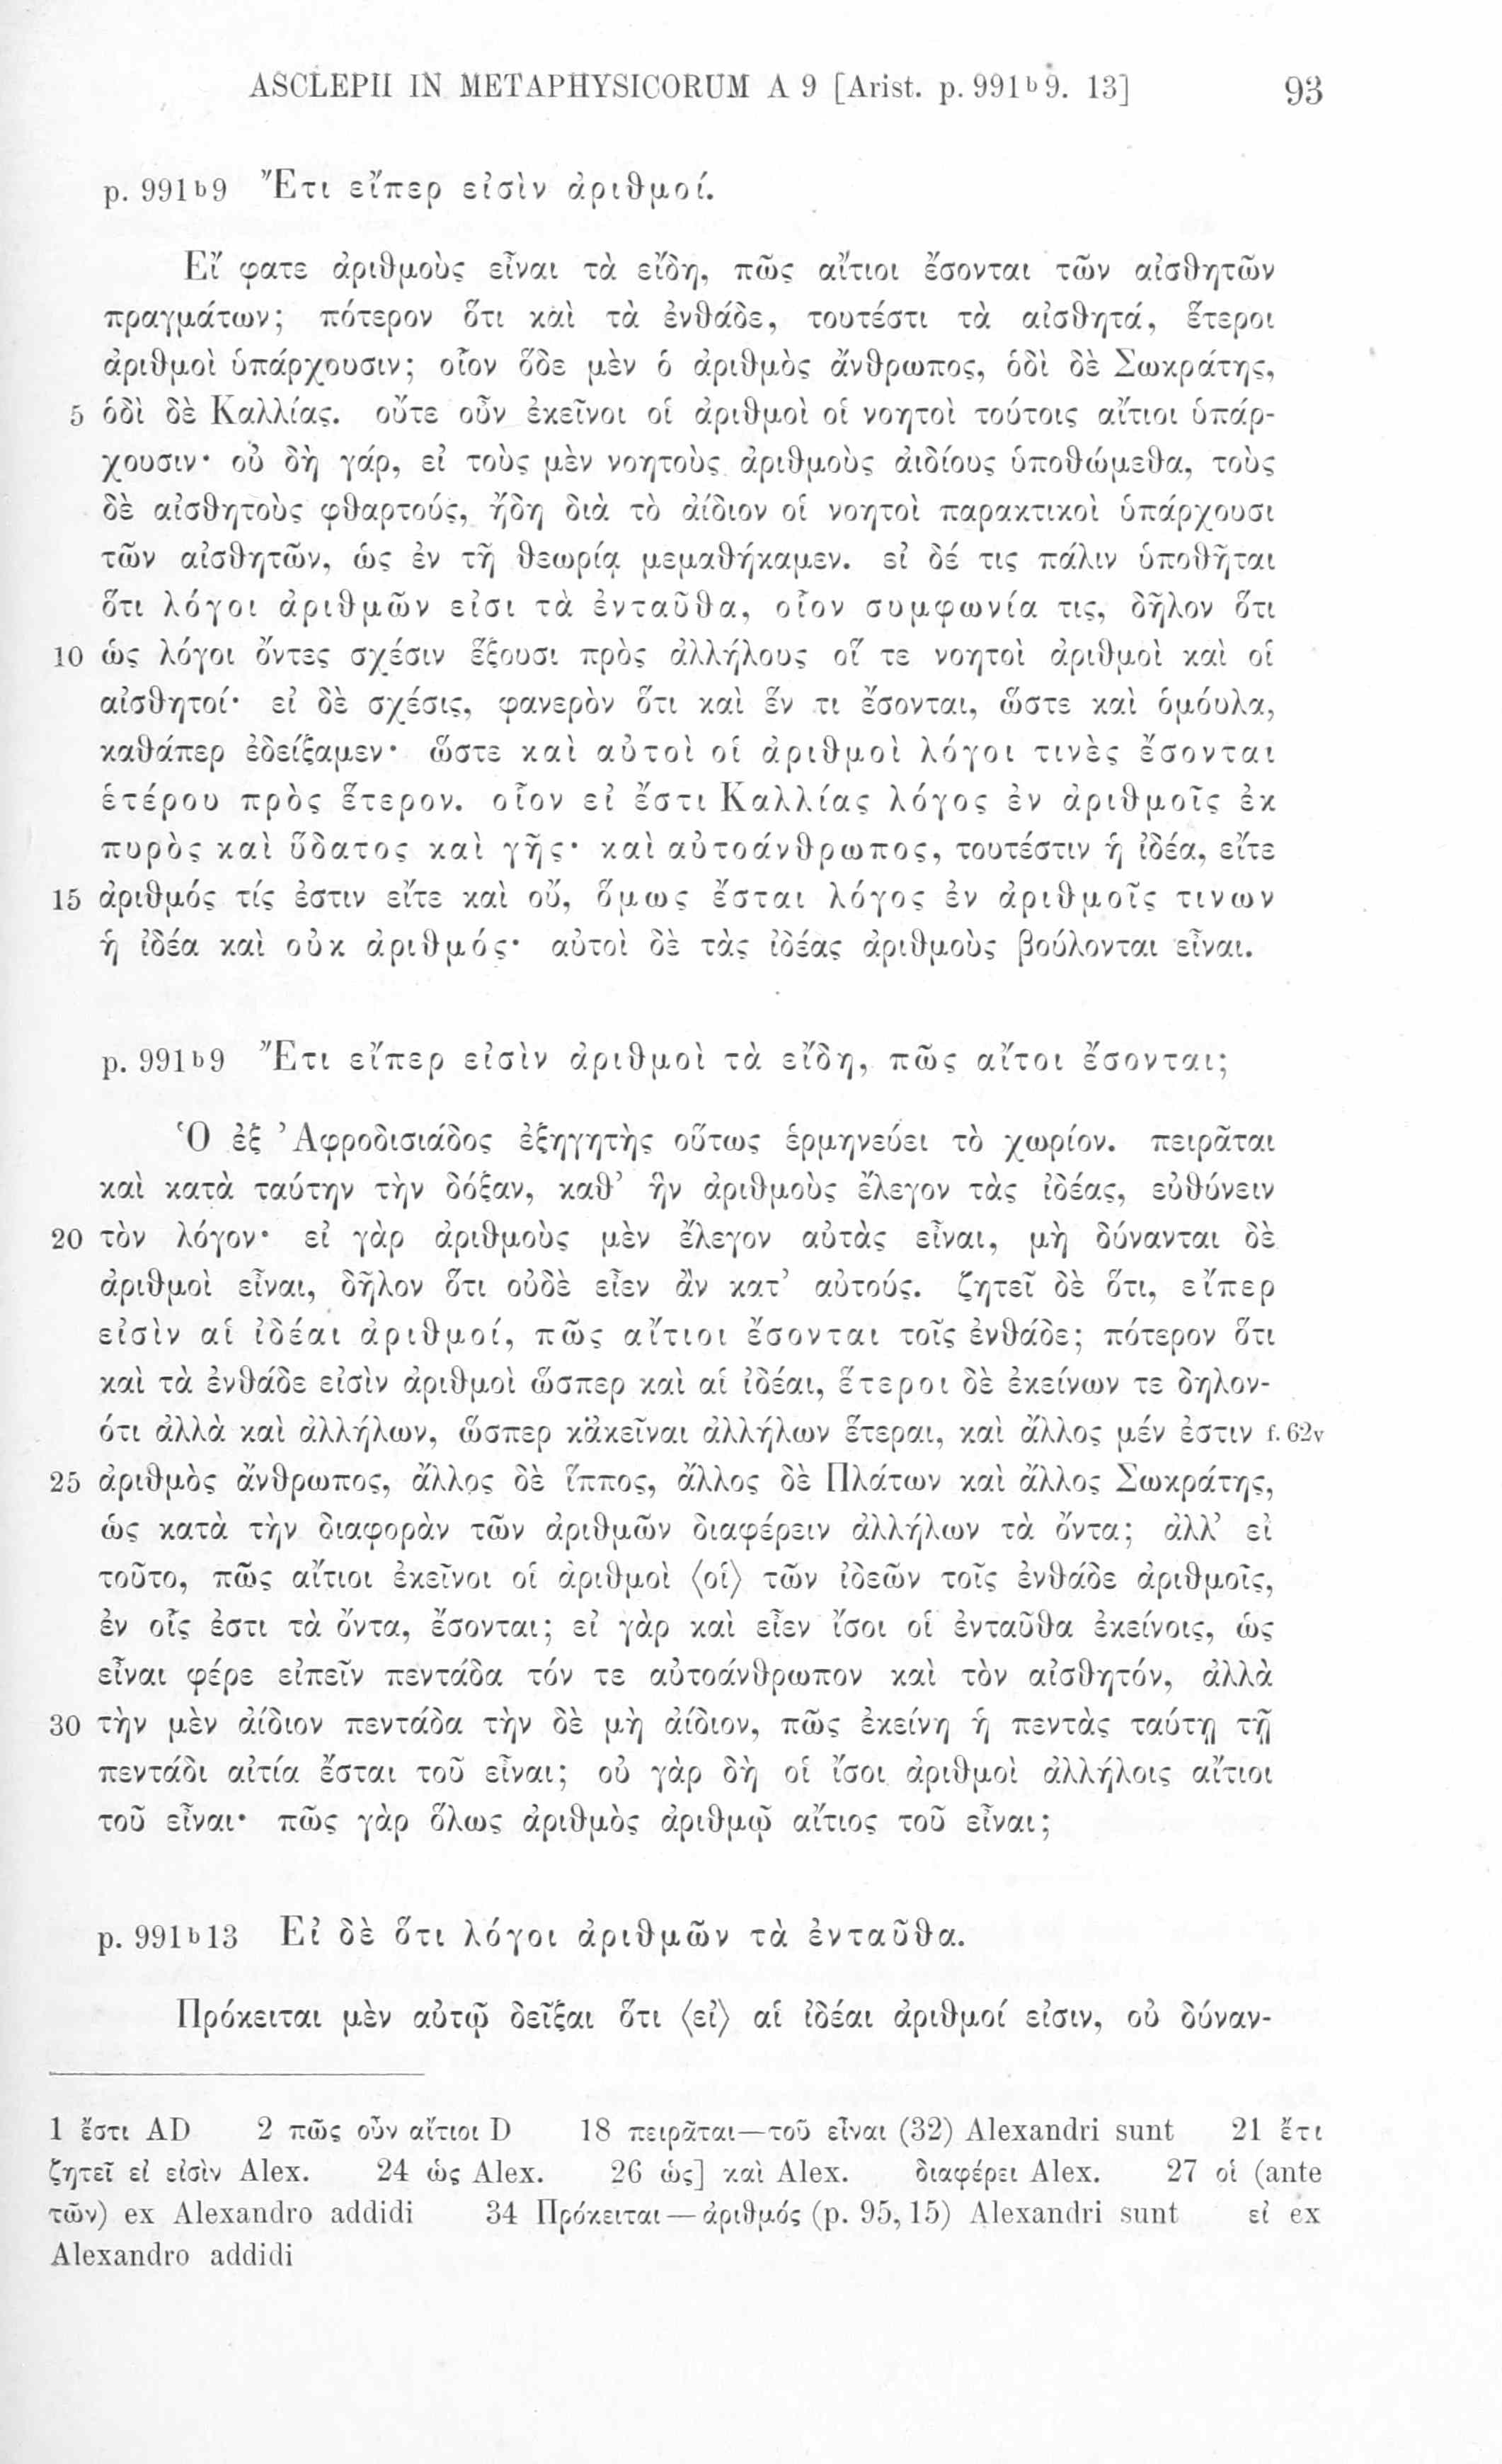 ASCLEPII IN METAPHYSICORUM A 9 [Arist. p. 991ᵇ9. 13] 93
p. 991ᵇ9 Ἔτι εἴπερ εἰσὶν ἀριθμοί.
Εἴ φατε ἀριθμοὺς εἶναι τὰ εἴδη, πῶς αἴτιοι ἔσονται τῶν αἰσθητῶν
πραγμάτων; πότερον ὅτι καὶ τὰ ἐνθάδε, τουτέστι τὰ αἰσθητά, ἕτεροι
ἀριθμοὶ ὑπάρχουσιν; οἷον ὅδε μὲν ὁ ἀριθμὸς ἄνθρωπος, ὁδὶ δὲ Σωκράτης,
5 ὁδὶ δὲ Καλλίας. οὔτε οὖν ἐκεῖνοι οἱ ἀριθμοὶ οἱ νοητοὶ τούτοις αἴτιοι ὑπάρ-
χουσιν· οὐ δὴ γάρ, εἰ τοὺς μὲν νοητοὺς ἀριθμοὺς ἀιδίους ὑποθώμεθα, τοὺς
δὲ αἰσθητοὺς φθαρτούς, ἤδη διὰ τὸ ἀίδιον οἱ νοητοὶ παρακτικοὶ ὑπάρχουσι
τῶν αἰσθητῶν, ὡς ἐν τῇ θεωρίᾳ μεμαθήκαμεν. εἰ δέ τις πάλιν ὑποθῆται
ὅτι λόγοι ἀριθμῶν εἰσι τὰ ἐνταῦθα, οἷον συμφωνία τις, δῆλον ὅτι
10 ὡς λόγοι ὄντες σχέσιν ἕξουσι πρὸς ἀλλήλους οἵ τε νοητοὶ ἀριθμοὶ καὶ οἱ
αἰσθητοί· εἰ δὲ σχέσις, φανερὸν ὅτι καὶ ἕν τι ἔσονται, ὥστε καὶ ὁμόυλα,
καθάπερ ἐδείξαμεν· ὥστε καὶ αὐτοὶ οἱ ἀριθμοὶ λόγοι τινὲς ἔσονται
ἑτέρου πρὸς ἕτερον. οἷον εἰ ἔστι Καλλίας λόγος ἐν ἀριθμοῖς ἐκ
πυρὸς καὶ ὕδατος καὶ γῆς· καὶ αὐτοάνθρωπος, τουτέστιν ἡ ἰδέα, εἴτε
15 ἀριθμός τίς ἐστιν εἴτε καὶ οὔ, ὅμως ἔσται λόγος ἐν ἀριθμοῖς τινων
ἡ ἰδέα καὶ οὐκ ἀριθμός· αὐτοὶ δὲ τὰς ἰδέας ἀριθμοὺς βούλονται εἶναι.
p. 991ᵇ9 Ἔτι εἴπερ εἰσὶν ἀριθμοὶ τὰ εἴδη, πῶς αἴτοι ἔσονται;
Ὁ ἐξ Ἀφροδισιάδος ἐξηγητὴς οὕτως ἑρμηνεύει τὸ χωρίον. πειρᾶται
καὶ κατὰ ταύτην τὴν δόξαν, καθ’ ἣν ἀριθμοὺς ἔλεγον τὰς ἰδέας, εὐθύνειν
20 τὸν λόγον· εἰ γὰρ ἀριθμοὺς μὲν ἔλεγον αὐτὰς εἶναι, μὴ δύνανται δὲ
ἀριθμοὶ εἶναι, δῆλον ὅτι οὐδὲ εἶεν ἂν κατ’ αὐτούς. ζητεῖ δὲ ὅτι, εἴπερ
εἰσὶν αἱ ἰδέαι ἀριθμοί, πῶς αἴτιοι ἔσονται τοῖς ἐνθάδε; πότερον ὅτι
καὶ τὰ ἐνθάδε εἰσὶν ἀριθμοὶ ὥσπερ καὶ αἱ ἰδέαι, ἕτεροι δὲ ἐκείνων τε δηλον-
ότι ἀλλὰ καὶ ἀλλήλων, ὥσπερ κἀκεῖναι ἀλλήλων ἕτεραι, καὶ ἄλλος μέν ἐστιν f. 62v
25 ἀριθμὸς ἄνθρωπος, ἄλλος δὲ ἵππος, ἄλλος δὲ Πλάτων καὶ ἄλλος Σωκράτης,
ὡς κατὰ τὴν διαφορὰν τῶν ἀριθμῶν διαφέρειν ἀλλήλων τὰ ὄντα; ἀλλ’ εἰ
τοῦτο, πῶς αἴτιοι ἐκεῖνοι οἱ ἀριθμοὶ ⟨οἱ⟩ τῶν ἰδεῶν τοῖς ἐνθάδε ἀριθμοῖς,
ἐν οἷς ἐστι τὰ ὄντα, ἔσονται; εἰ γὰρ καὶ εἶεν ἴσοι οἱ ἐνταῦθα ἐκείνοις, ὡς
εἶναι φέρε εἰπεῖν πεντάδα τόν τε αὐτοάνθρωπον καὶ τὸν αἰσθητόν, ἀλλὰ
30 τὴν μὲν ἀίδιον πεντάδα τὴν δὲ μὴ ἀίδιον, πῶς ἐκείνη ἡ πεντὰς ταύτῃ τῇ
πεντάδι αἰτία ἔσται τοῦ εἶναι; οὐ γὰρ δὴ οἱ ἴσοι ἀριθμοὶ ἀλλήλοις αἴτιοι
τοῦ εἶναι· πῶς γὰρ ὅλως ἀριθμὸς ἀριθμῷ αἴτιος τοῦ εἶναι;
p. 991ᵇ13 Εἰ δὲ ὅτι λόγοι ἀριθμῶν τὰ ἐνταῦθα.
Πρόκειται μὲν αὐτῷ δεῖξαι ὅτι ⟨εἰ⟩ αἱ ἰδέαι ἀριθμοί εἰσιν, οὐ δύναν-
1 ἔστι AD 2 πῶς οὖν αἴτιοι D 18 πειρᾶται—τοῦ εἶναι (32) Alexandri sunt 21 ἔτι
ζητεῖ εἰ εἰσὶν Alex. 24 ὡς Alex. 26 ὡς] καὶ Alex. διαφέρει Alex. 27 οἱ (ante
τῶν) ex Alexandro addidi 34 Πρόκειται—ἀριθμός (p. 95,15) Alexandri sunt εἰ ex
Alexandro addidi